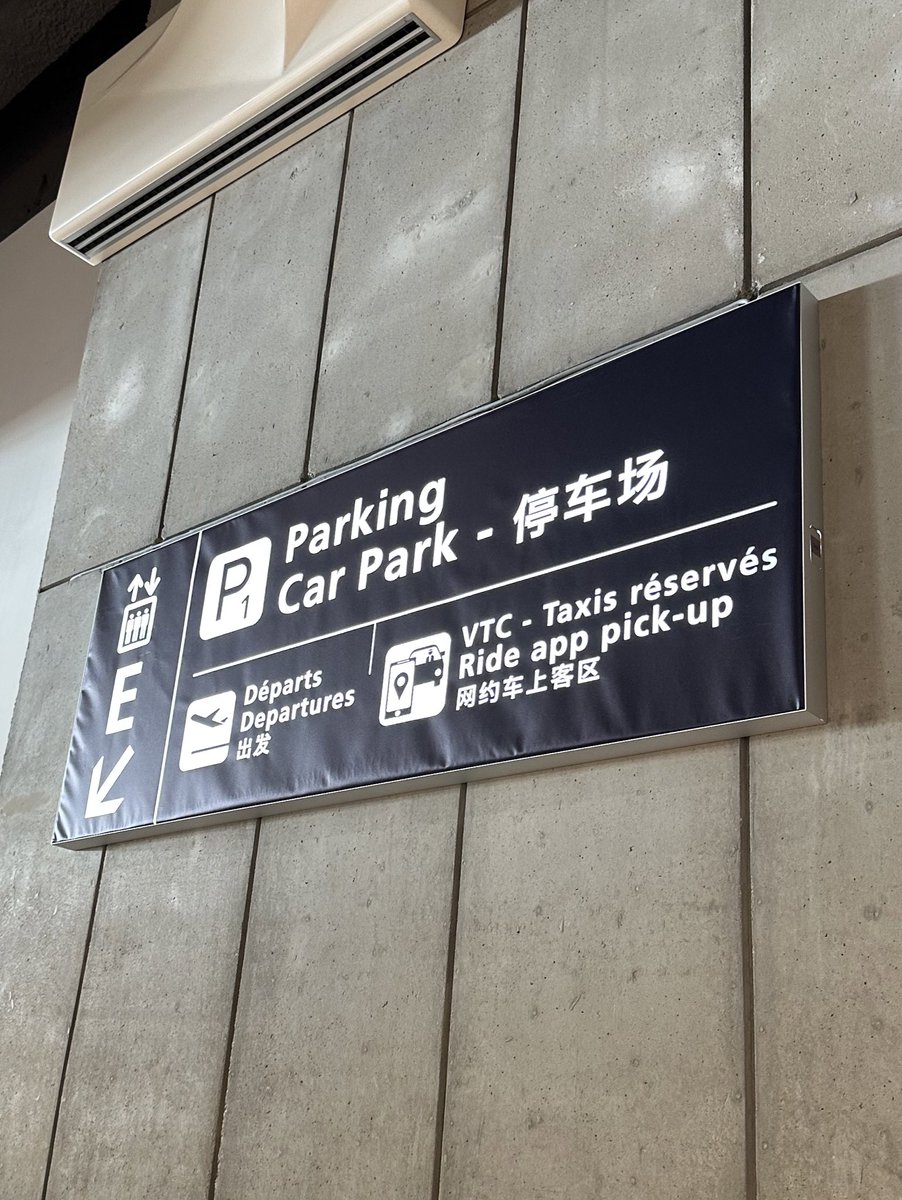 E
P1
Parking
Car Park - 停车场
Départs
Departures
出发
VTC - Taxis réservés
Ride app pick-up
网约车上客区